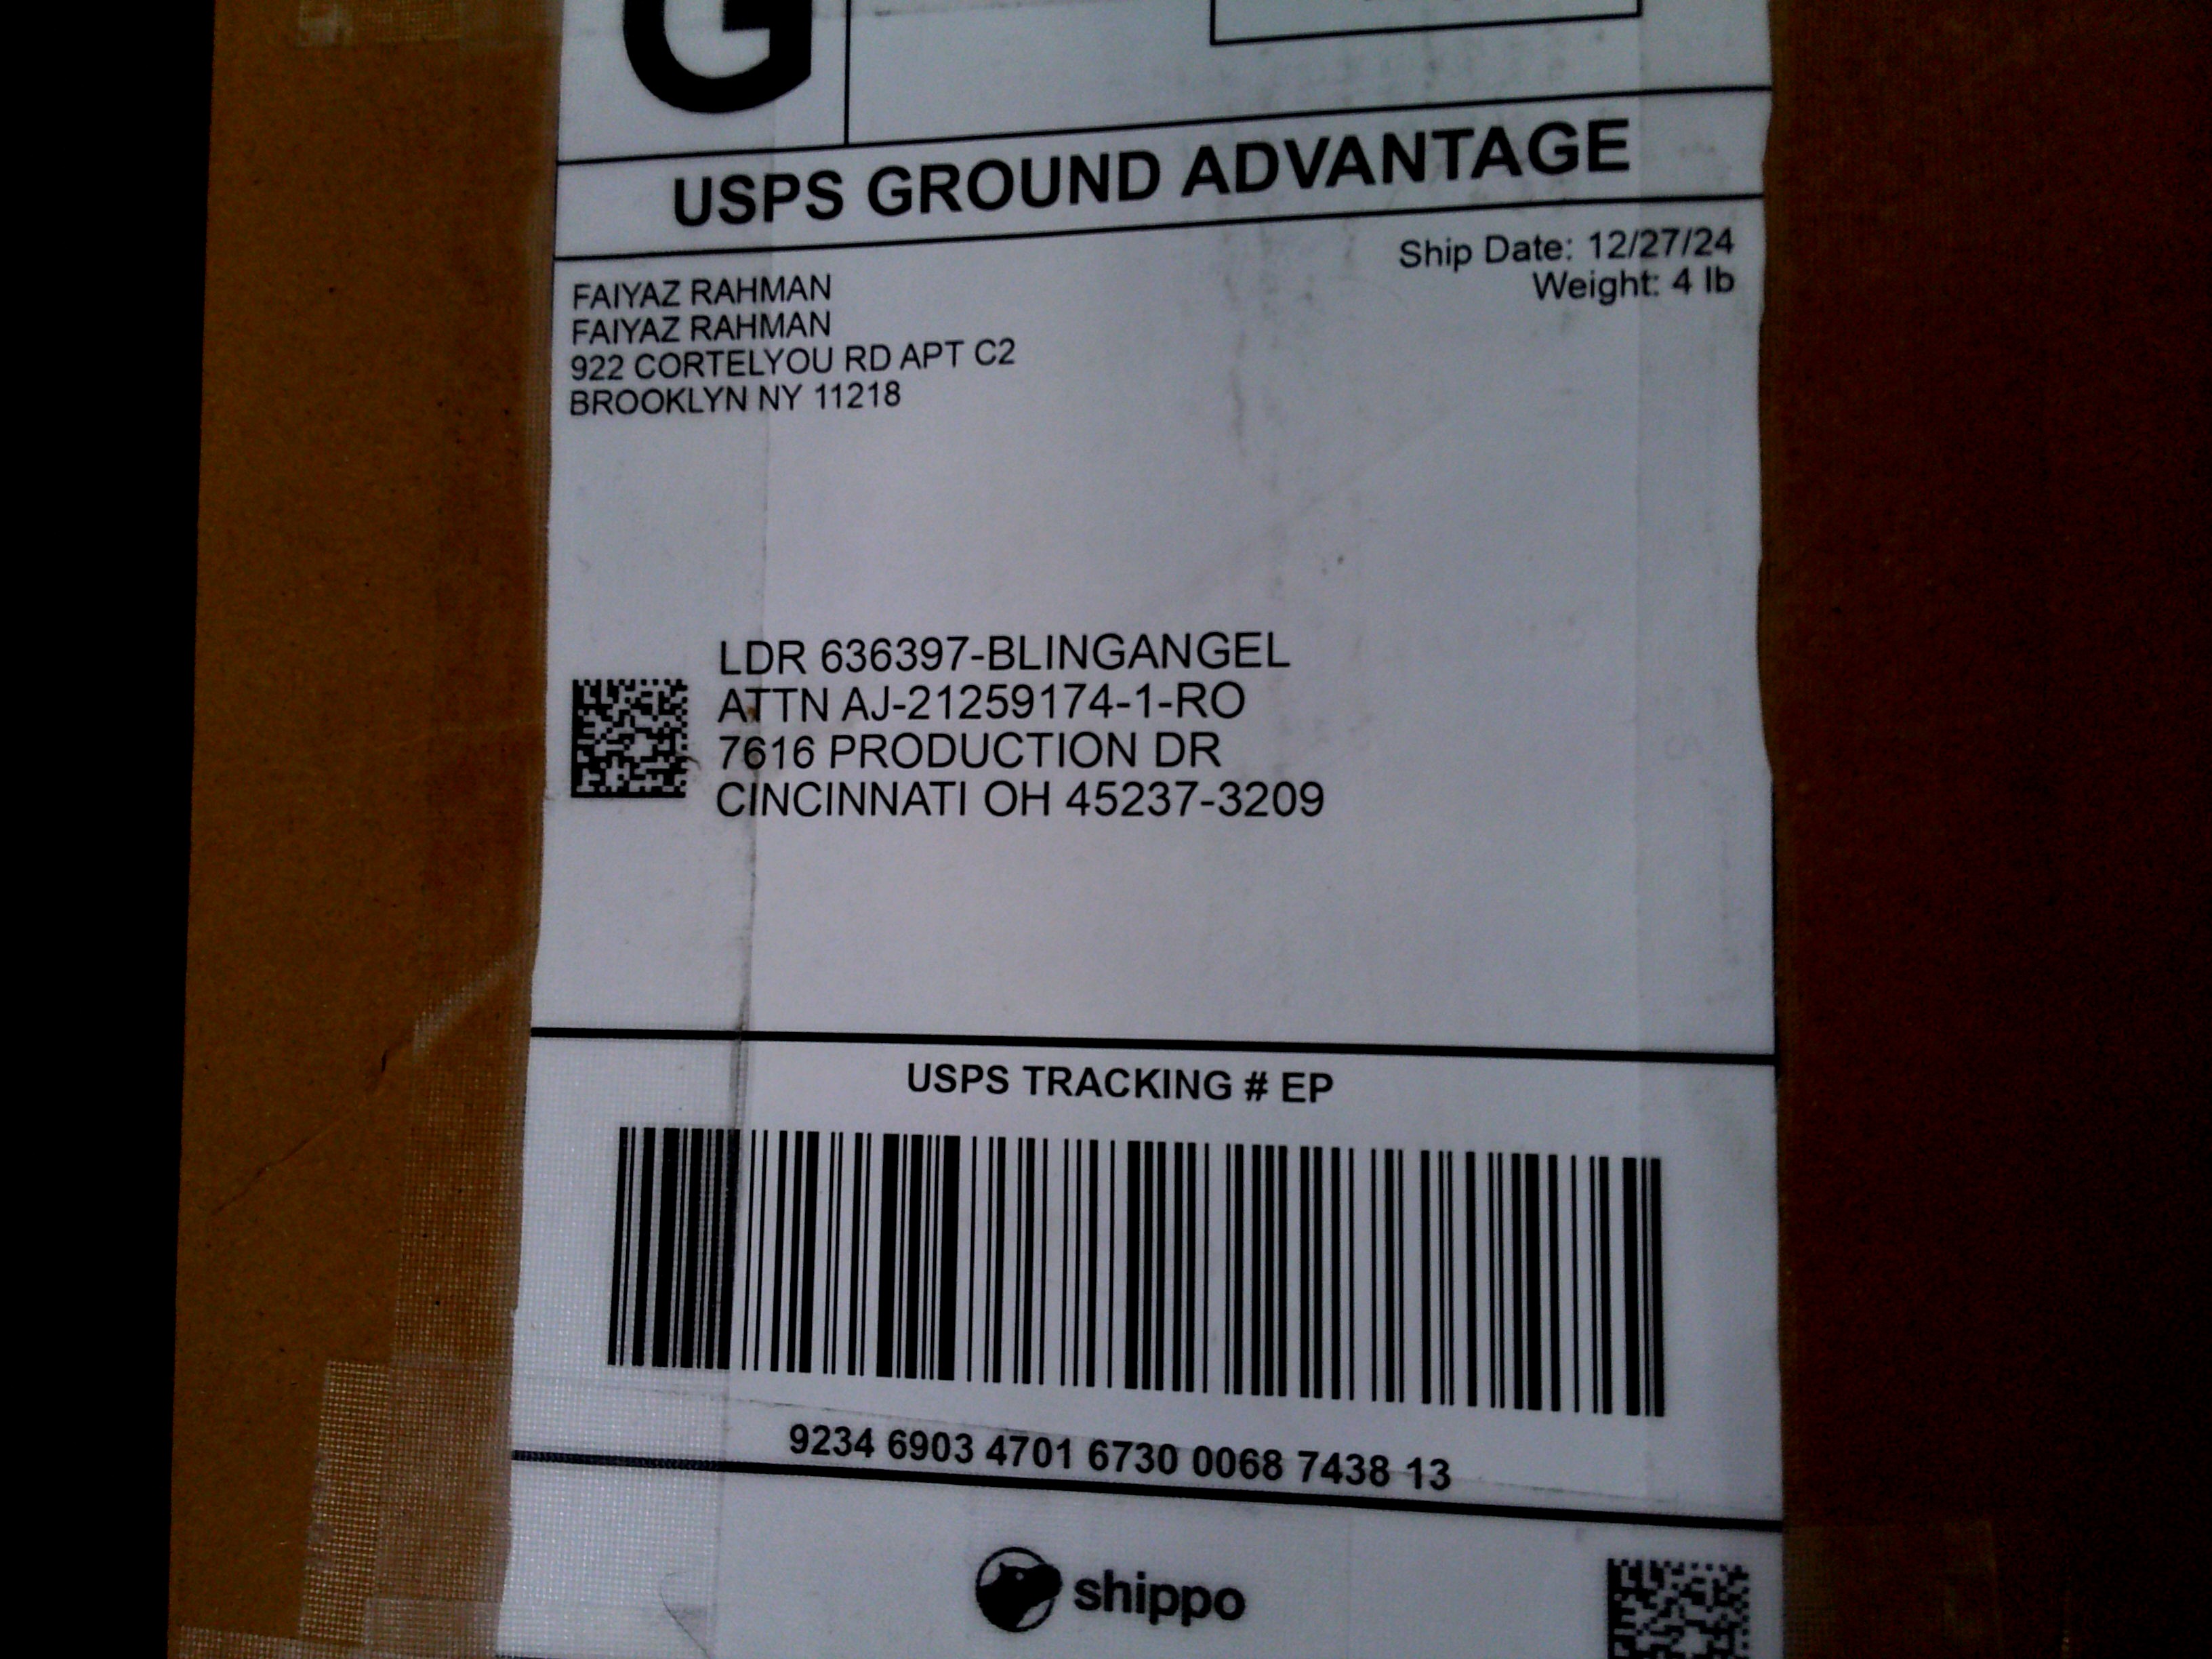 G
USPS GROUND ADVANTAGE
Ship Date: 12/27/24
Weight: 4 lb
FAIYAZ RAHMAN
FAIYAZ RAHMAN
922 CORTELYOU RD APT C2
BROOKLYN NY 11218
LDR 636397-BLINGANGEL
ATTN AJ-21259174-1-RO
7616 PRODUCTION DR
CINCINNATI OH 45237-3209
USPS TRACKING # EP
9234 6903 4701 6730 0068 7438 13
shippo